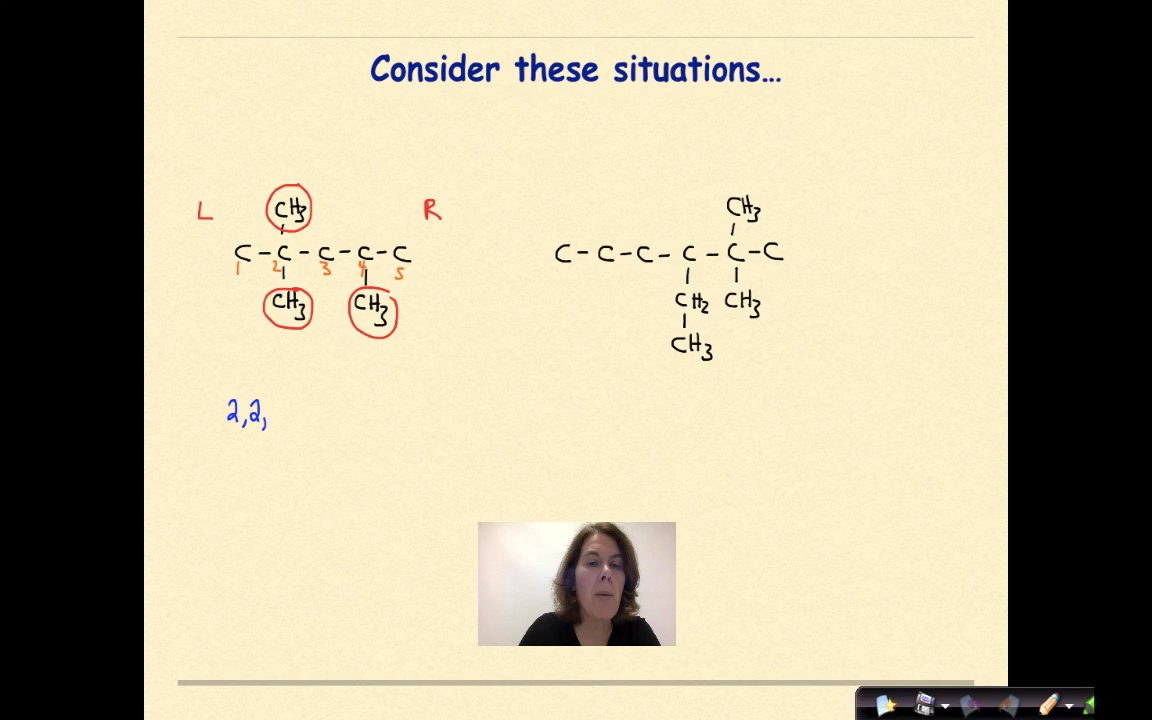 Consider these situations...
CH3
L R
C - C - C - C - C
1 2 3 4 5
CH3 CH3
2,2,
CH3
C - C - C - C - C - C
CH2 CH3
CH3